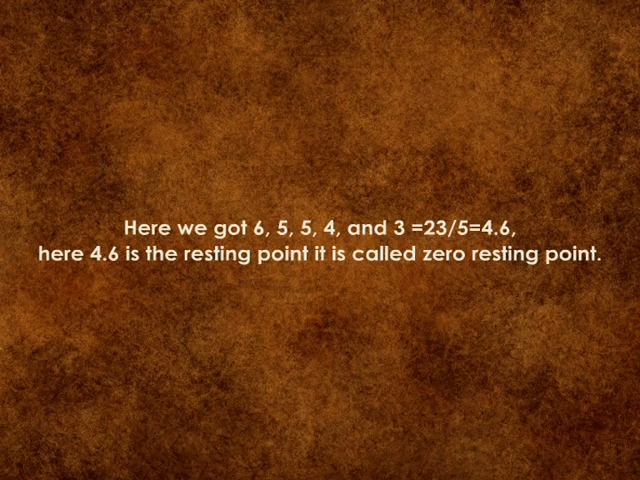 Here we got 6, 5, 5, 4, and 3 =23/5=4.6,
here 4.6 is the resting point it is called zero resting point.